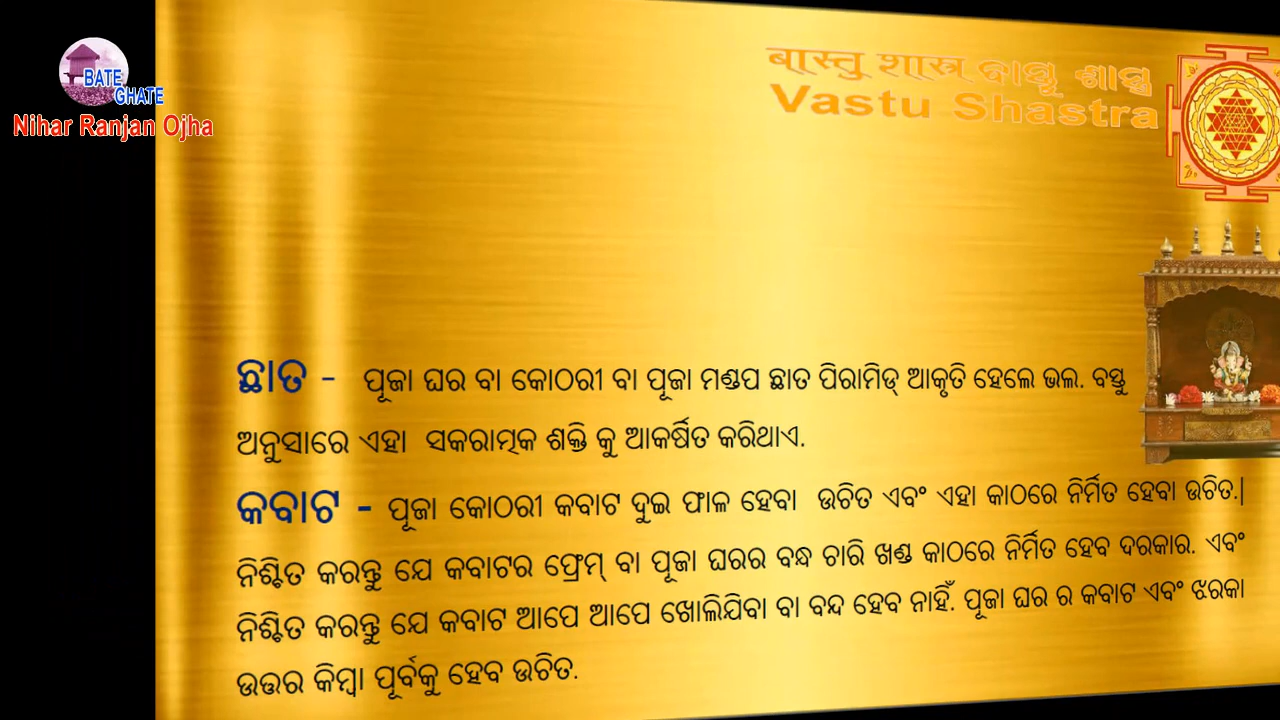 BATE
GHATE
Nihar Ranjan Ojha
ବାସ୍ତୁ ଶାସ୍ତ୍ର
Vastu Shastra
ଛାତ - ପୂଜା ଘର ବା କୋଠରୀ ବା ପୂଜା ମଣ୍ଡପ ଛାତ ପିରାମିଡ୍ ଆକୃତି ହେଲେ ଭଲ. ବସ୍ତୁ
ଅନୁସାରେ ଏହା ସକରାତ୍ମକ ଶକ୍ତି କୁ ଆକର୍ଷିତ କରିଥାଏ.
କବାଟ - ପୂଜା କୋଠରୀ କବାଟ ଦୁଇ ଫାଳ ହେବା ଉଚିତ ଏବଂ ଏହା କାଠରେ ନିର୍ମିତ ହେବା ଉଚିତ.|
ନିଶ୍ଚିତ କରନ୍ତୁ ଯେ କବାଟର ଫ୍ରେମ୍ ବା ପୂଜା ଘରର ବନ୍ଧ ଚାରି ଖଣ୍ଡ କାଠରେ ନିର୍ମିତ ହେବ ଦରକାର. ଏବଂ
ନିଶ୍ଚିତ କରନ୍ତୁ ଯେ କବାଟ ଆପେ ଆପେ ଖୋଲିଯିବା ବା ବନ୍ଦ ହେବ ନାହିଁ. ପୂଜା ଘର ର କବାଟ ଏବଂ ଝରକା
ଉତ୍ତର କିମ୍ବା ପୂର୍ବକୁ ହେବ ଉଚିତ.